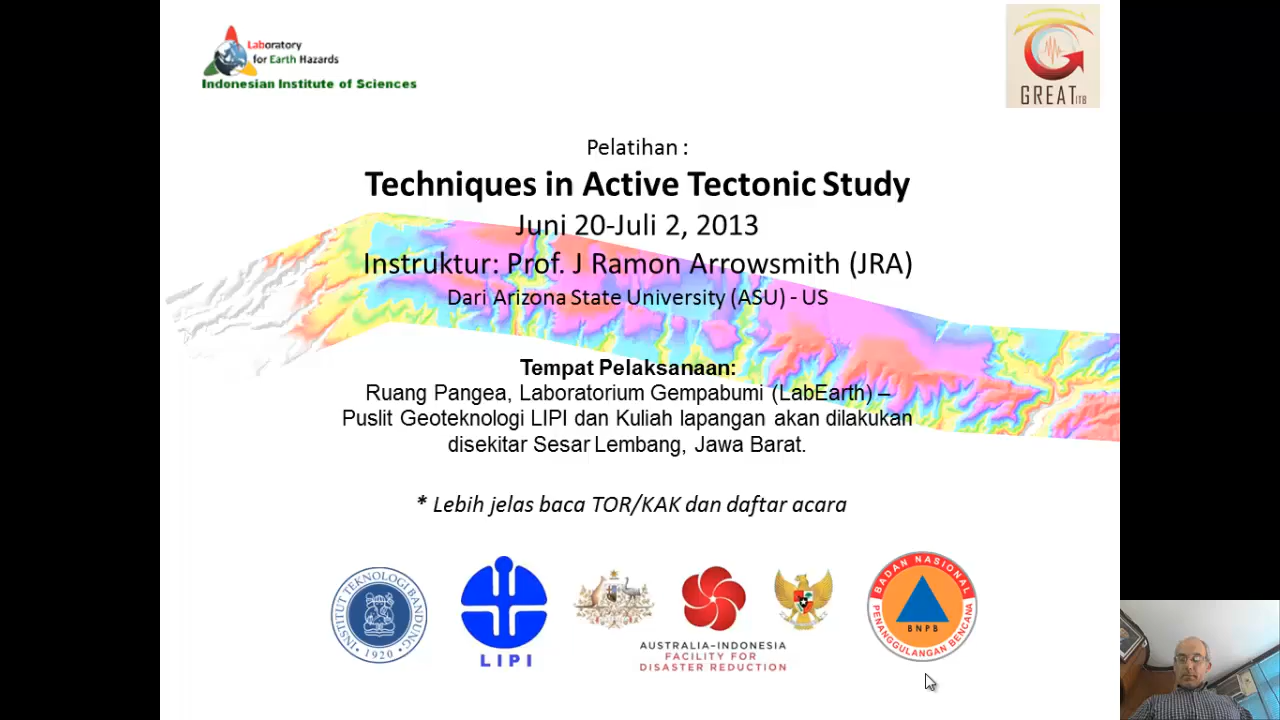 Laboratory
for Earth Hazards
Indonesian Institute of Sciences
GREAT ITB
Pelatihan :
Techniques in Active Tectonic Study
Juni 20-Juli 2, 2013
Instruktur: Prof. J Ramon Arrowsmith (JRA)
Dari Arizona State University (ASU) - US
Tempat Pelaksanaan:
Ruang Pangea, Laboratorium Gempabumi (LabEarth) –
Puslit Geoteknologi LIPI dan Kuliah lapangan akan dilakukan
disekitar Sesar Lembang, Jawa Barat.
* Lebih jelas baca TOR/KAK dan daftar acara
INSTITUT TEKNOLOGI BANDUNG
1920
LIPI
AUSTRALIA–INDONESIA
FACILITY FOR
DISASTER REDUCTION
BADAN NASIONAL
PENANGGULANGAN BENCANA
BNPB